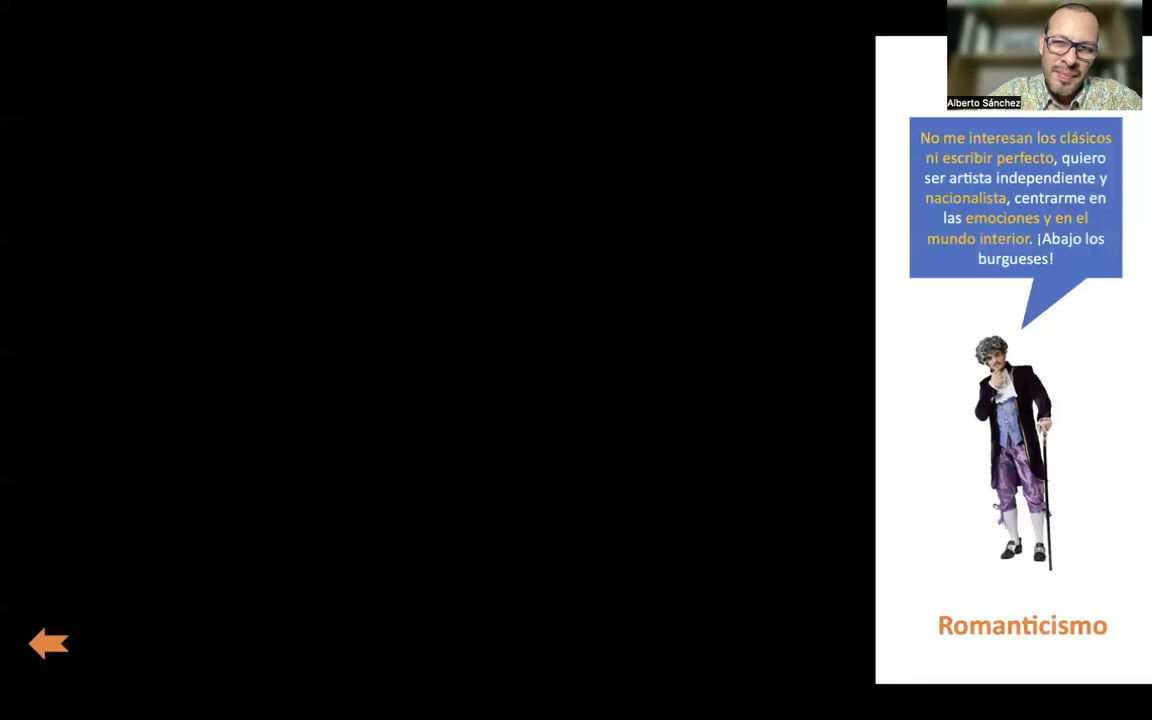 Alberto Sánchez
No me interesan los clásicos
ni escribir perfecto, quiero
ser artista independiente y
nacionalista, centrarme en
las emociones y en el
mundo interior. ¡Abajo los
burgueses!
Romanticismo